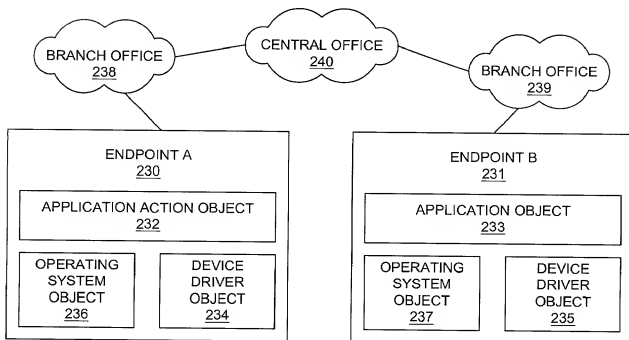 BRANCH OFFICE
238
CENTRAL OFFICE
240
BRANCH OFFICE
239
ENDPOINT A
230
APPLICATION ACTION OBJECT
232
OPERATING
SYSTEM
OBJECT
236
DEVICE
DRIVER
OBJECT
234
ENDPOINT B
231
APPLICATION OBJECT
233
OPERATING
SYSTEM
OBJECT
237
DEVICE
DRIVER
OBJECT
235